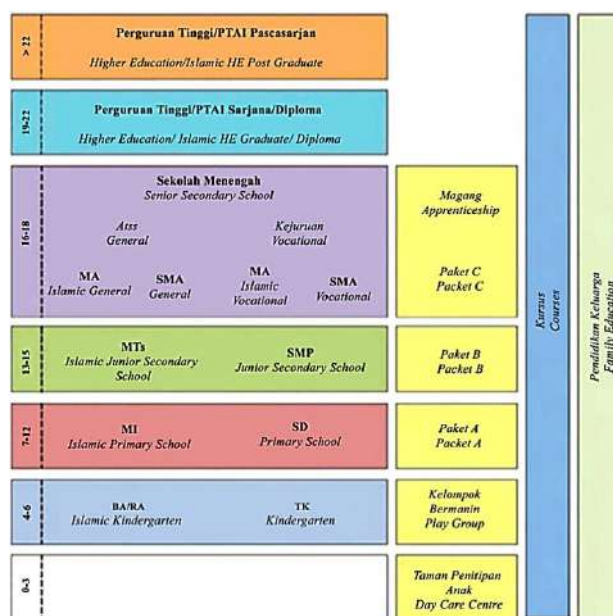 > 22
Perguruan Tinggi/PTAI Pascasarjan
Higher Education/Islamic HE Post Graduate
19-22
Perguruan Tinggi/PTAI Sarjana/Diploma
Higher Education/ Islamic HE Graduate/ Diploma
16-18
Sekolah Menengah
Senior Secondary School
Atss
General
Kejuruan
Vocational
MA
Islamic General
SMA
General
MA
Islamic
Vocational
SMA
Vocational
Magang
Apprenticeship
Paket C
Packet C
13-15
MTs
Islamic Junior Secondary
School
SMP
Junior Secondary School
Paket B
Packet B
7-12
MI
Islamic Primary School
SD
Primary School
Paket A
Packet A
4-6
BA/RA
Islamic Kindergarten
TK
Kindergarten
Kelompok
Bermanin
Play Group
0-3
Taman Penitipan
Anak
Day Care Centre
Kursus
Courses
Pendidikan Keluarga
Family Education